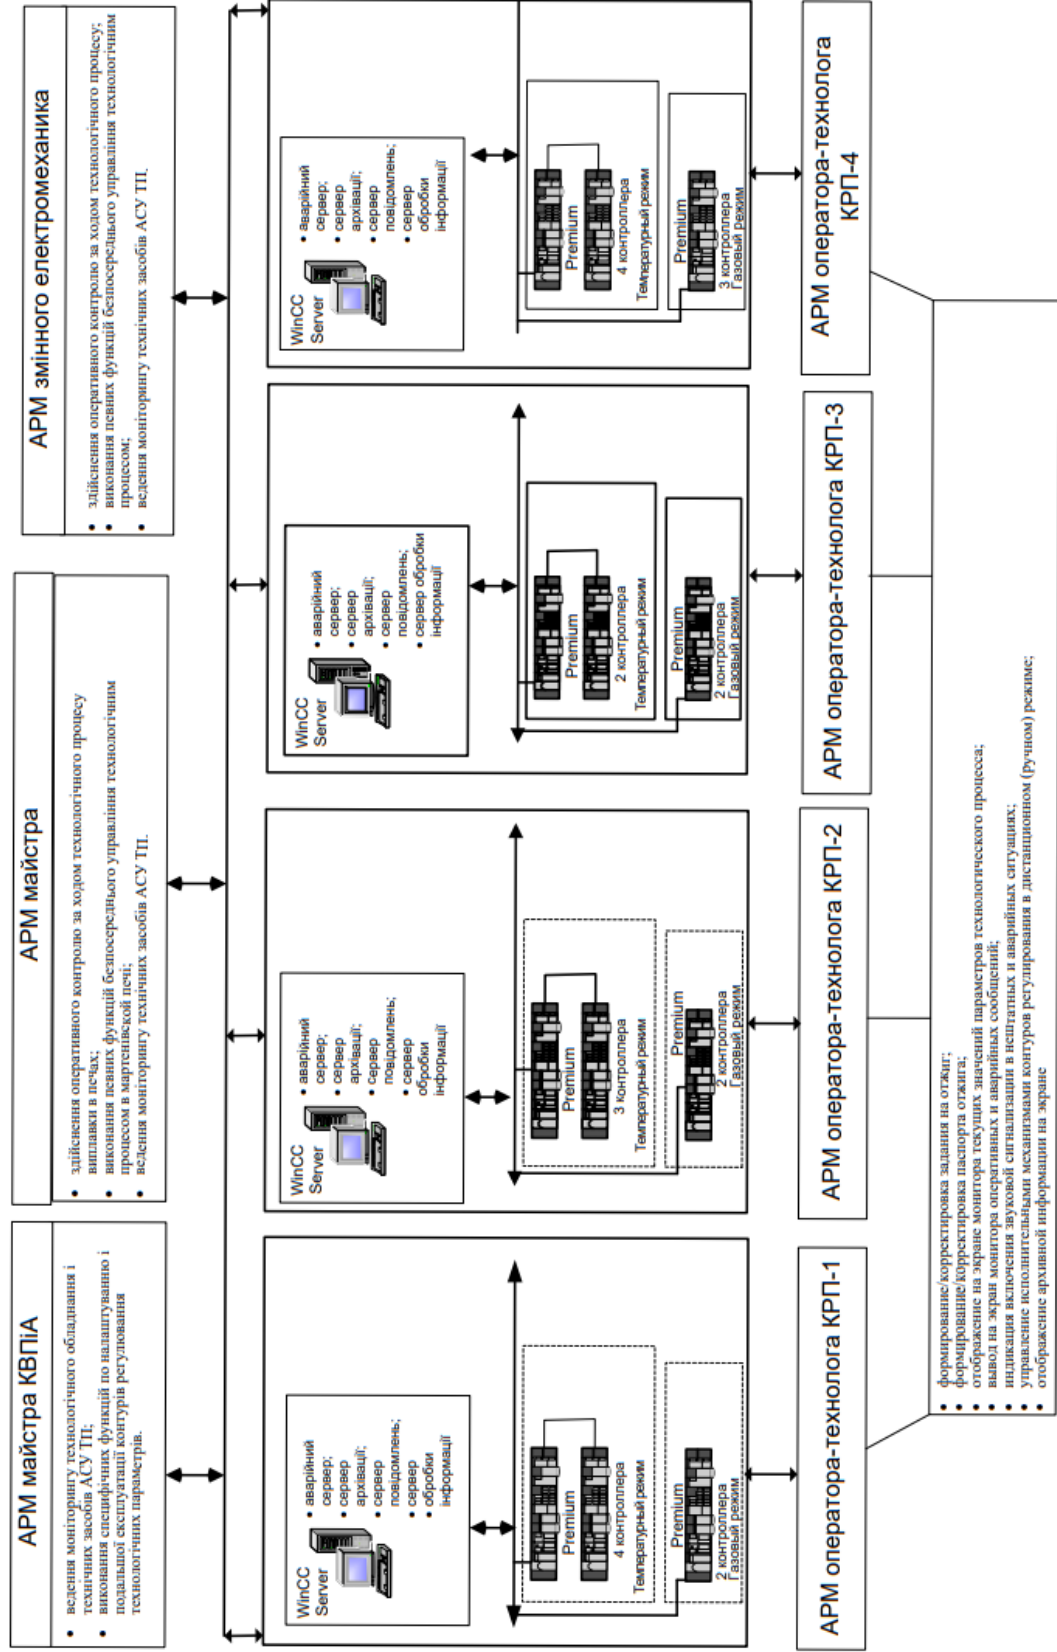 АРМ майстра КВПіА
• ведення моніторингу технологічного обладнання і
технічних засобів АСУ ТП;
• виконання специфічних функцій по налаштуванню і
подальшої експлуатації контурів регулювання
технологічних параметрів.
АРМ майстра
• здійснення оперативного контролю за ходом технологічного процесу
виплавки в печах;
• виконання певних функцій безпосереднього управління технологічним
процесом в мартенівской печі;
• ведення моніторингу технічних засобів АСУ ТП.
АРМ змінного електромеханика
• здійснення оперативного контролю за ходом технологічного процесу;
• виконання певних функцій безпосереднього управління технологічним
процесом;
• ведення моніторингу технічних засобів АСУ ТП.
WinCC
Server
• аварійний
сервер;
• сервер
архівації;
• сервер
повідомлень;
• сервер
обробки
інформації
Premium
4 контроллера
Температурный режим
Premium
2 контроллера
Газовый режим
WinCC
Server
• аварійний
сервер;
• сервер
архівації;
• сервер
повідомлень;
• сервер
обробки
інформації
Premium
3 контроллера
Температурный режим
Premium
2 контроллера
Газовый режим
WinCC
Server
• аварійний
сервер;
• сервер
архівації;
• сервер
повідомлень;
• сервер обробки
інформації
Premium
2 контроллера
Температурный режим
Premium
2 контроллера
Газовый режим
WinCC
Server
• аварійний
сервер;
• сервер
архівації;
• сервер
повідомлень;
• сервер
обробки
інформації
Premium
4 контроллера
Температурный режим
Premium
3 контроллера
Газовый режим
АРМ оператора-технолога КРП-1
АРМ оператора-технолога КРП-2
АРМ оператора-технолога КРП-3
АРМ оператора-технолога
КРП-4
• формирование/корректировка задания на отжиг;
• формирование/корректировка паспорта отжига;
• отображение на экране монитора текущих значений параметров технологического процесса;
• вывод на экран монитора оперативных и аварийных сообщений;
• индикация включения звуковой сигнализации в нештатных и аварийных ситуациях;
• управление исполнительными механизмами контуров регулирования в дистанционном (ручном) режиме;
• отображение архивной информации на экране